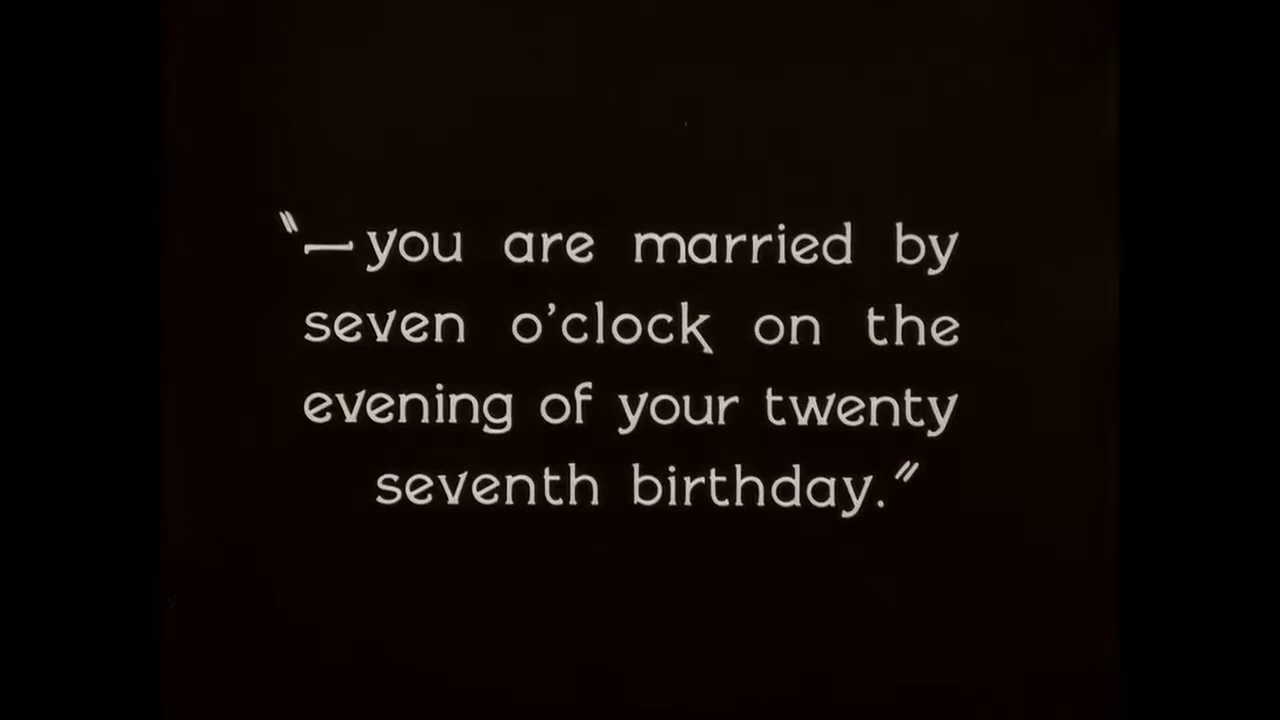 "—you are married by
seven o'clock on the
evening of your twenty
seventh birthday."